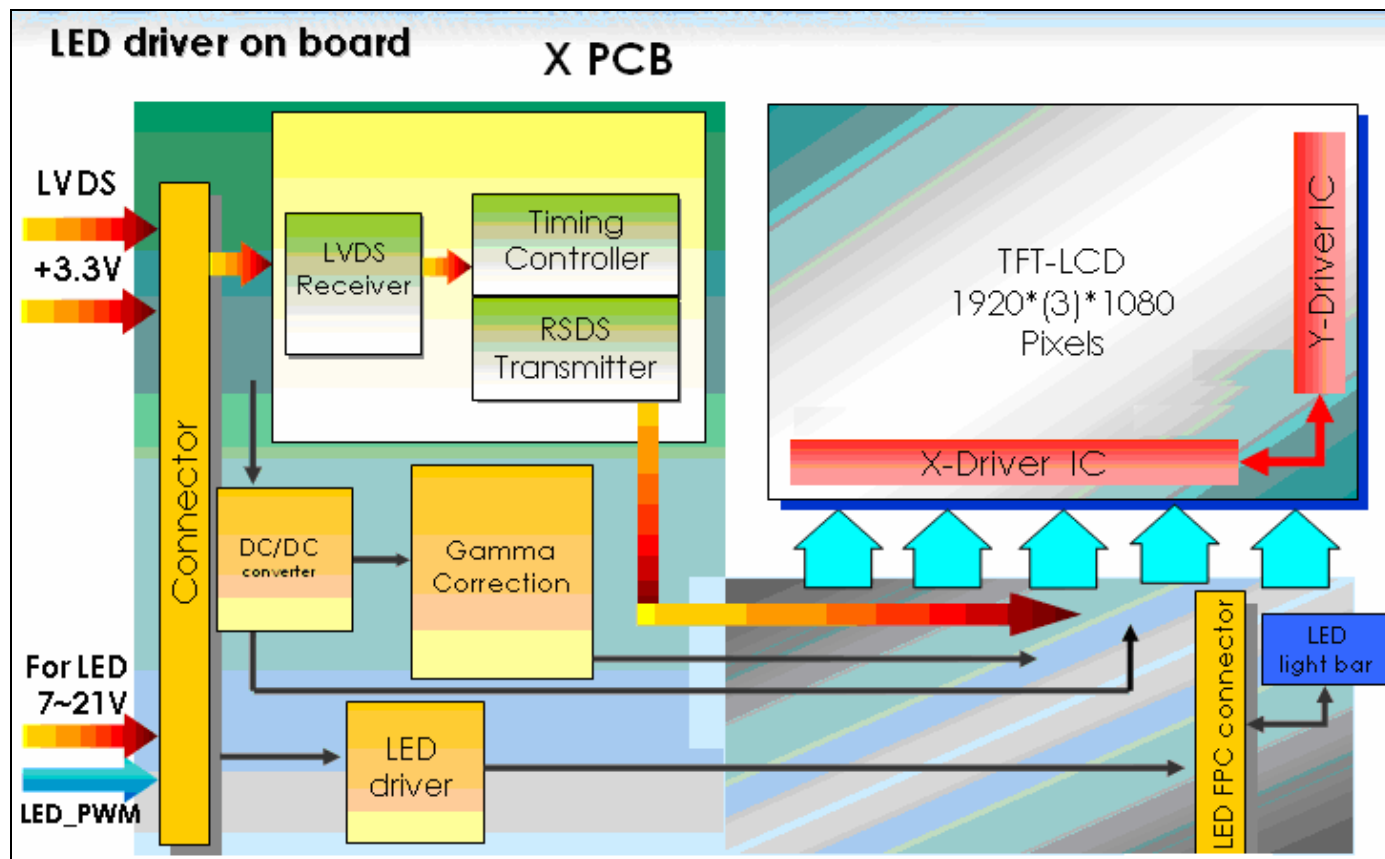 LED driver on board
X PCB
LVDS
+3.3V
For LED
7~21V
LED_PWM
Connector
LVDS
Receiver
Timing
Controller
RSDS
Transmitter
DC/DC
converter
Gamma
Correction
LED
driver
TFT-LCD
1920*(3)*1080
Pixels
Y-Driver IC
X-Driver IC
LED FPC connector
LED
light bar